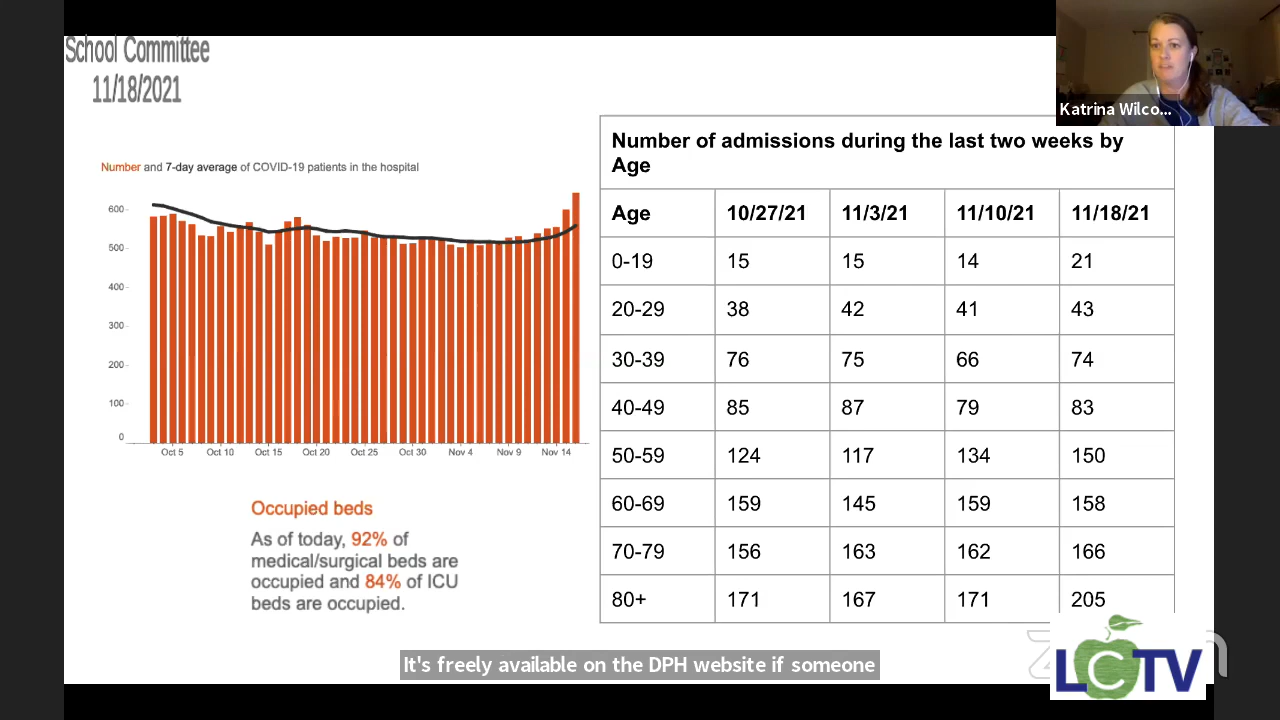 School Committee
11/18/2021
Katrina Wilco...
Number and 7-day average of COVID-19 patients in the hospital
600
500
400
300
200
100
0
Oct 5 Oct 10 Oct 15 Oct 20 Oct 25 Oct 30 Nov 4 Nov 9 Nov 14
Occupied beds
As of today, 92% of
medical/surgical beds are
occupied and 84% of ICU
beds are occupied.
Number of admissions during the last two weeks by
Age
Age 10/27/21 11/3/21 11/10/21 11/18/21
0-19 15 15 14 21
20-29 38 42 41 43
30-39 76 75 66 74
40-49 85 87 79 83
50-59 124 117 134 150
60-69 159 145 159 158
70-79 156 163 162 166
80+ 171 167 171 205
It's freely available on the DPH website if someone
LCTV